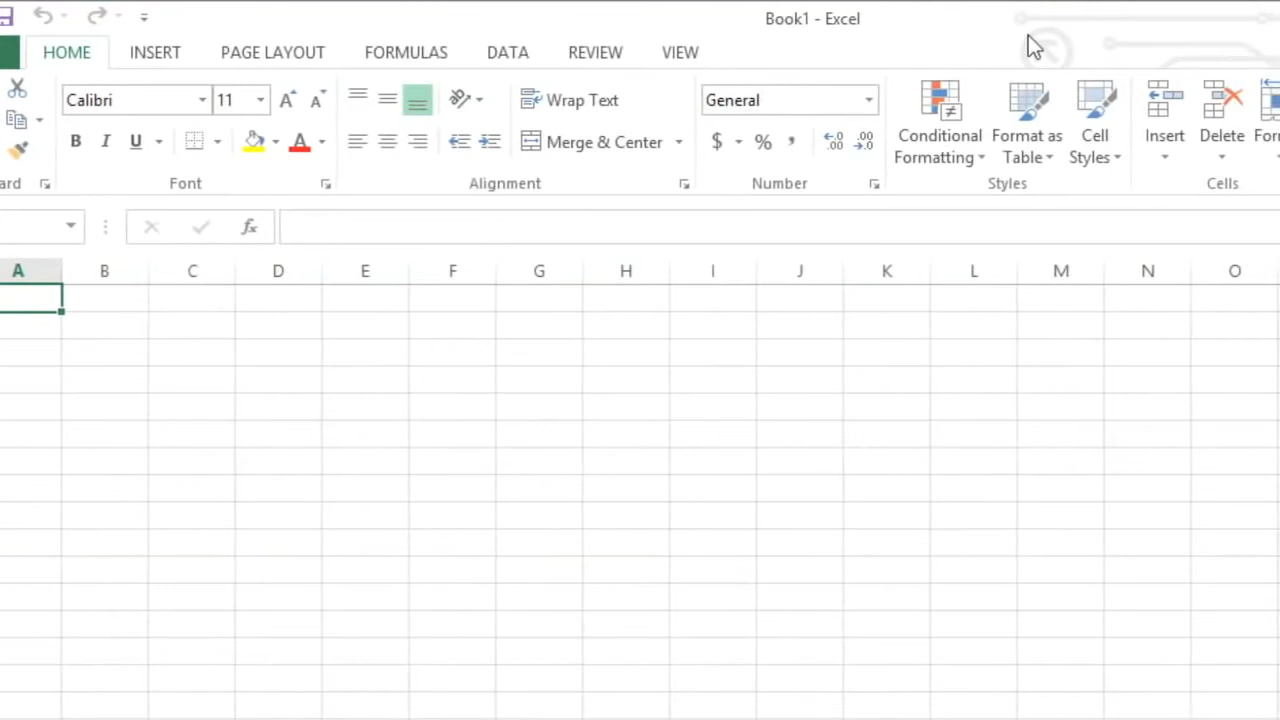 Book1 - Excel
HOME INSERT PAGE LAYOUT FORMULAS DATA REVIEW VIEW
Calibri 11 Wrap Text General
B I U Merge & Center $ % , Conditional Formatting Format as Table Cell Styles Insert Delete
Font Alignment Number Styles Cells
fx
A B C D E F G H I J K L M N O